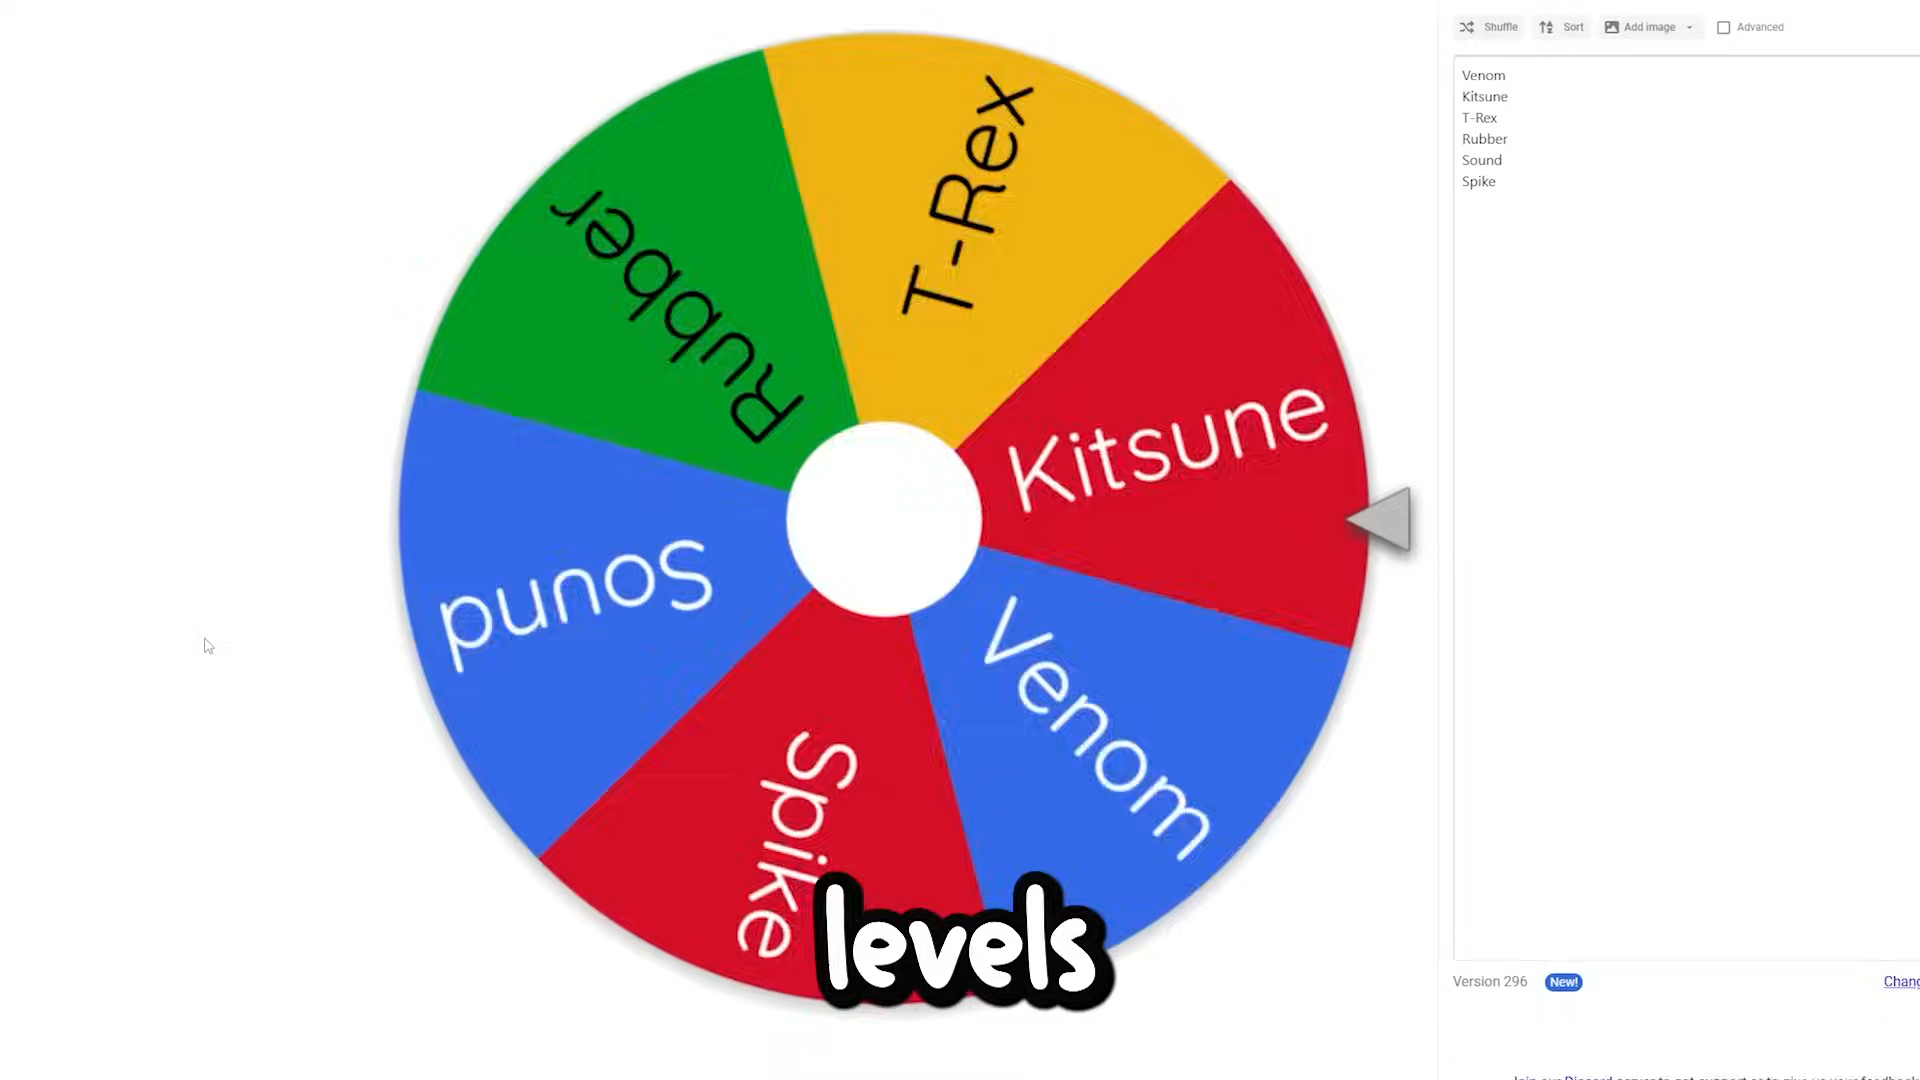 Shuffle
Sort
Add image
Advanced
Venom
Kitsune
T-Rex
Rubber
Sound
Spike
T-Rex
Rubber
Kitsune
Sound
Venom
Spike
levels
Version 296
New!
Chang